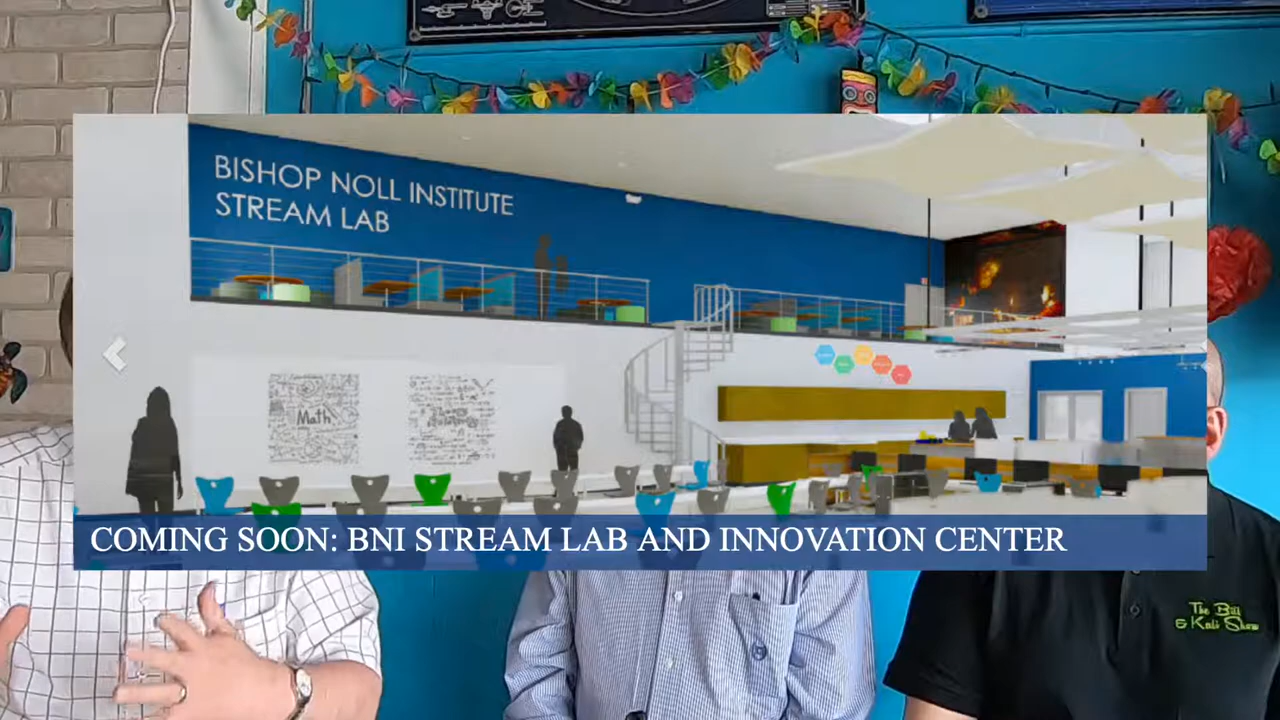 BISHOP NOLL INSTITUTE
STREAM LAB
Math
COMING SOON: BNI STREAM LAB AND INNOVATION CENTER
The Bill
& Kali Show